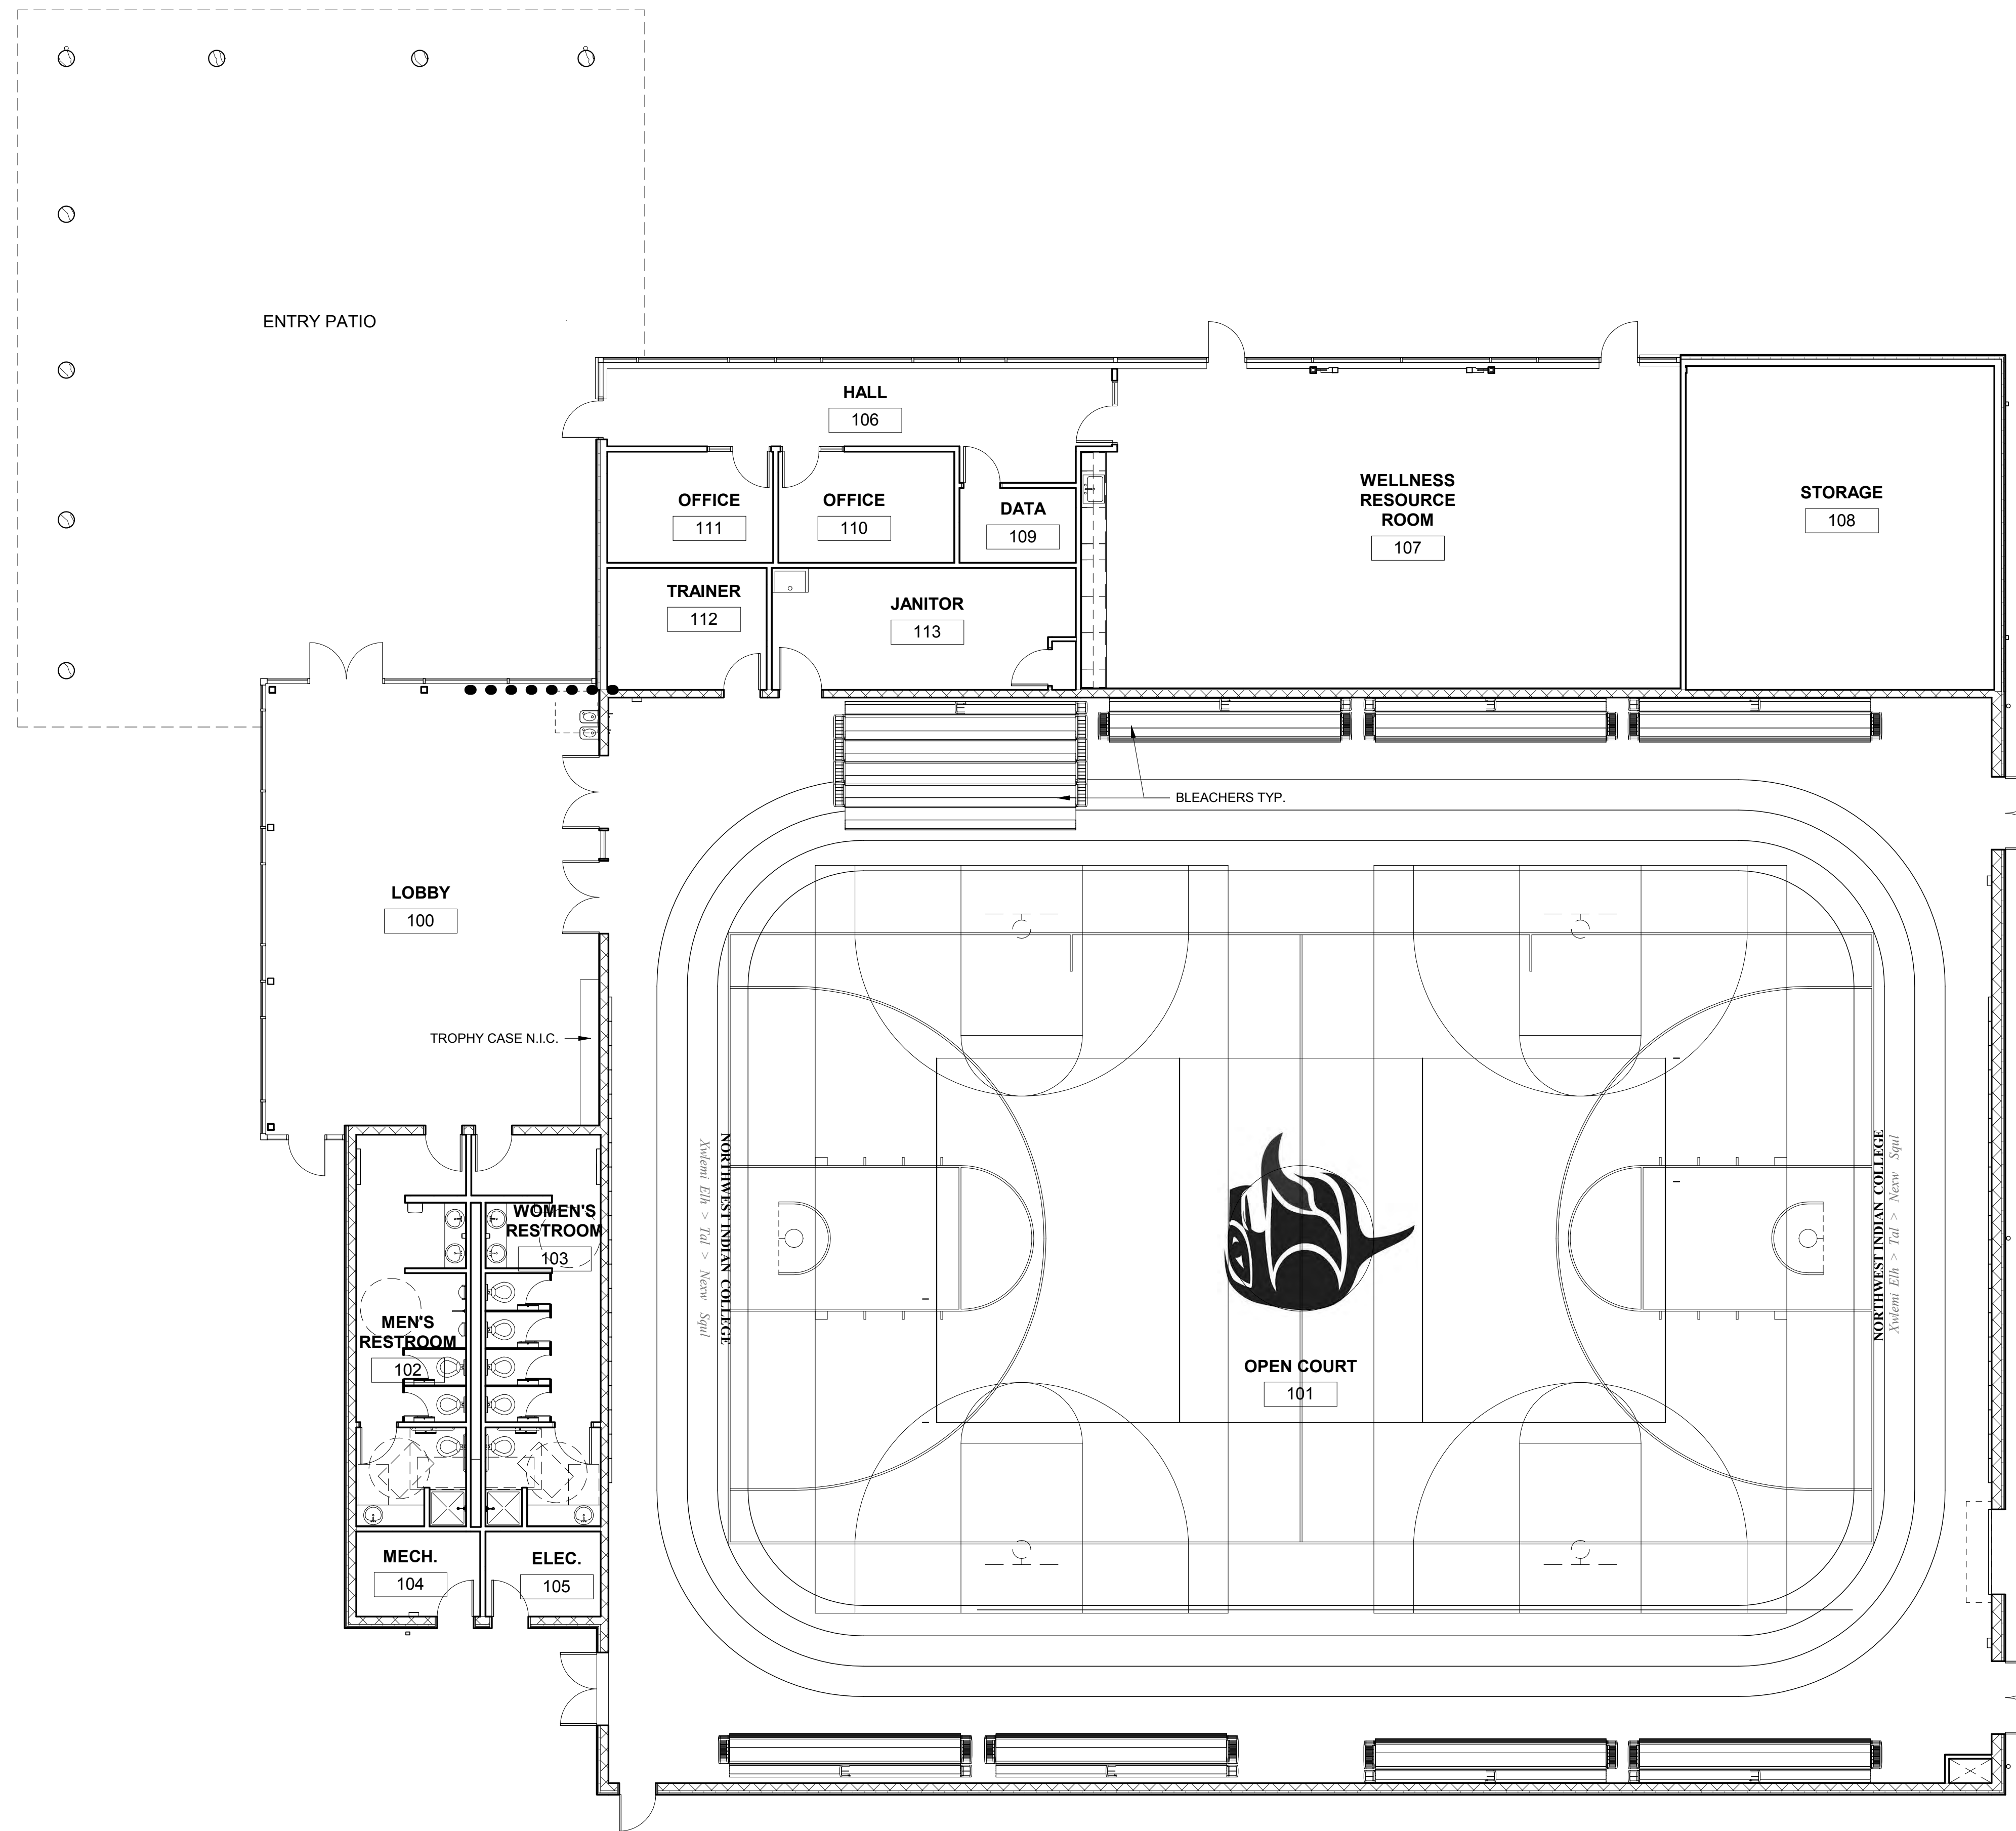 ENTRY PATIO
HALL
106
OFFICE
111
OFFICE
110
DATA
109
WELLNESS
RESOURCE
ROOM
107
STORAGE
108
TRAINER
112
JANITOR
113
BLEACHERS TYP.
LOBBY
100
TROPHY CASE N.I.C.
WOMEN'S
RESTROOM
103
MEN'S
RESTROOM
102
NORTHWEST INDIAN COLLEGE
Xwlemi Elh > Tal > Nexw Squl
OPEN COURT
101
NORTHWEST INDIAN COLLEGE
Xwlemi Elh > Tal > Nexw Squl
MECH.
104
ELEC.
105